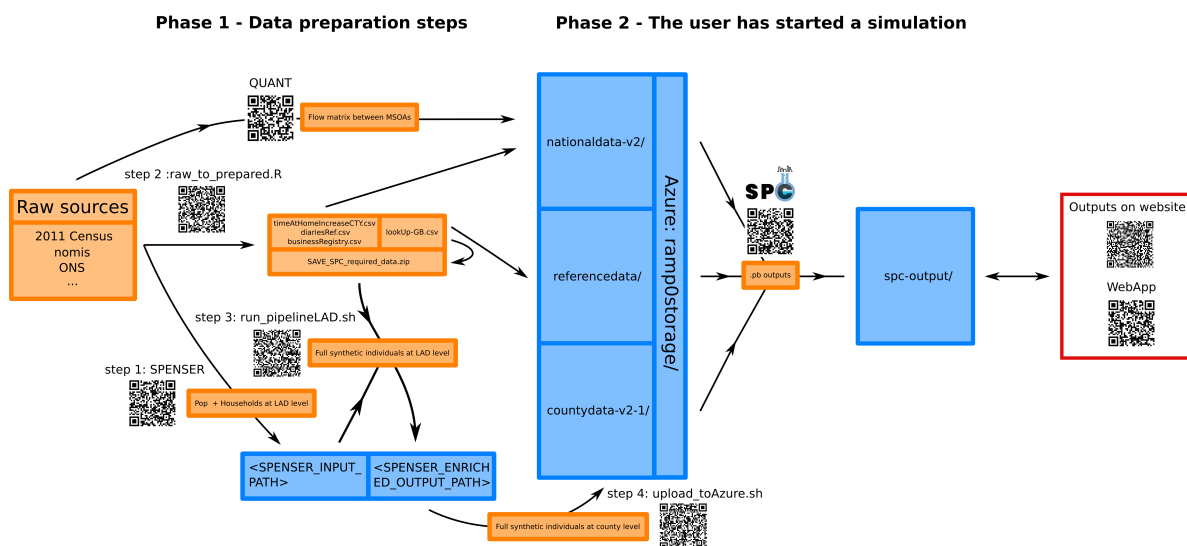 Phase 1 - Data preparation steps
Phase 2 - The user has started a simulation
QUANT
Flow matrix between MSOAs
step 2 :raw_to_prepared.R
Raw sources
2011 Census
nomis
ONS
...
timeAtHomeIncreaseCTY.csv
diariesRef.csv
businessRegistry.csv
lookUp-GB.csv
SAVE_SPC_required_data.zip
step 3: run_pipelineLAD.sh
Full synthetic individuals at LAD level
step 1: SPENSER
Pop + Households at LAD level
<SPENSER_INPUT_
PATH>
<SPENSER_ENRICH
ED_OUTPUT_PATH>
Full synthetic individuals at county level
step 4: upload_toAzure.sh
nationaldata-v2/
referencedata/
countydata-v2-1/
Azure: ramp0storage/
SPC
.pb outputs
spc-output/
Outputs on website
WebApp